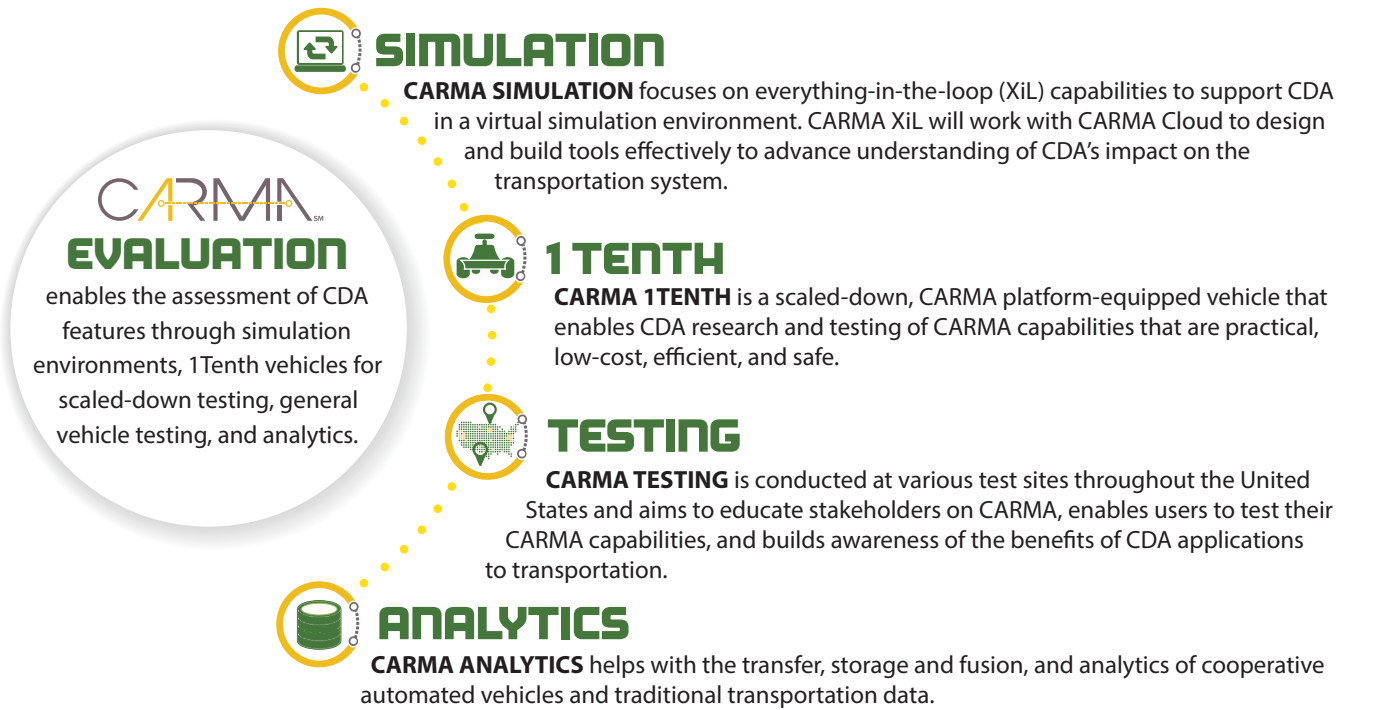 CARMA SM
EVALUATION
enables the assessment of CDA
features through simulation
environments, 1Tenth vehicles for
scaled-down testing, general
vehicle testing, and analytics.
SIMULATION
CARMA SIMULATION focuses on everything-in-the-loop (XiL) capabilities to support CDA
in a virtual simulation environment. CARMA XiL will work with CARMA Cloud to design
and build tools effectively to advance understanding of CDA's impact on the
transportation system.
1 TENTH
CARMA 1TENTH is a scaled-down, CARMA platform-equipped vehicle that
enables CDA research and testing of CARMA capabilities that are practical,
low-cost, efficient, and safe.
TESTING
CARMA TESTING is conducted at various test sites throughout the United
States and aims to educate stakeholders on CARMA, enables users to test their
CARMA capabilities, and builds awareness of the benefits of CDA applications
to transportation.
ANALYTICS
CARMA ANALYTICS helps with the transfer, storage and fusion, and analytics of cooperative
automated vehicles and traditional transportation data.